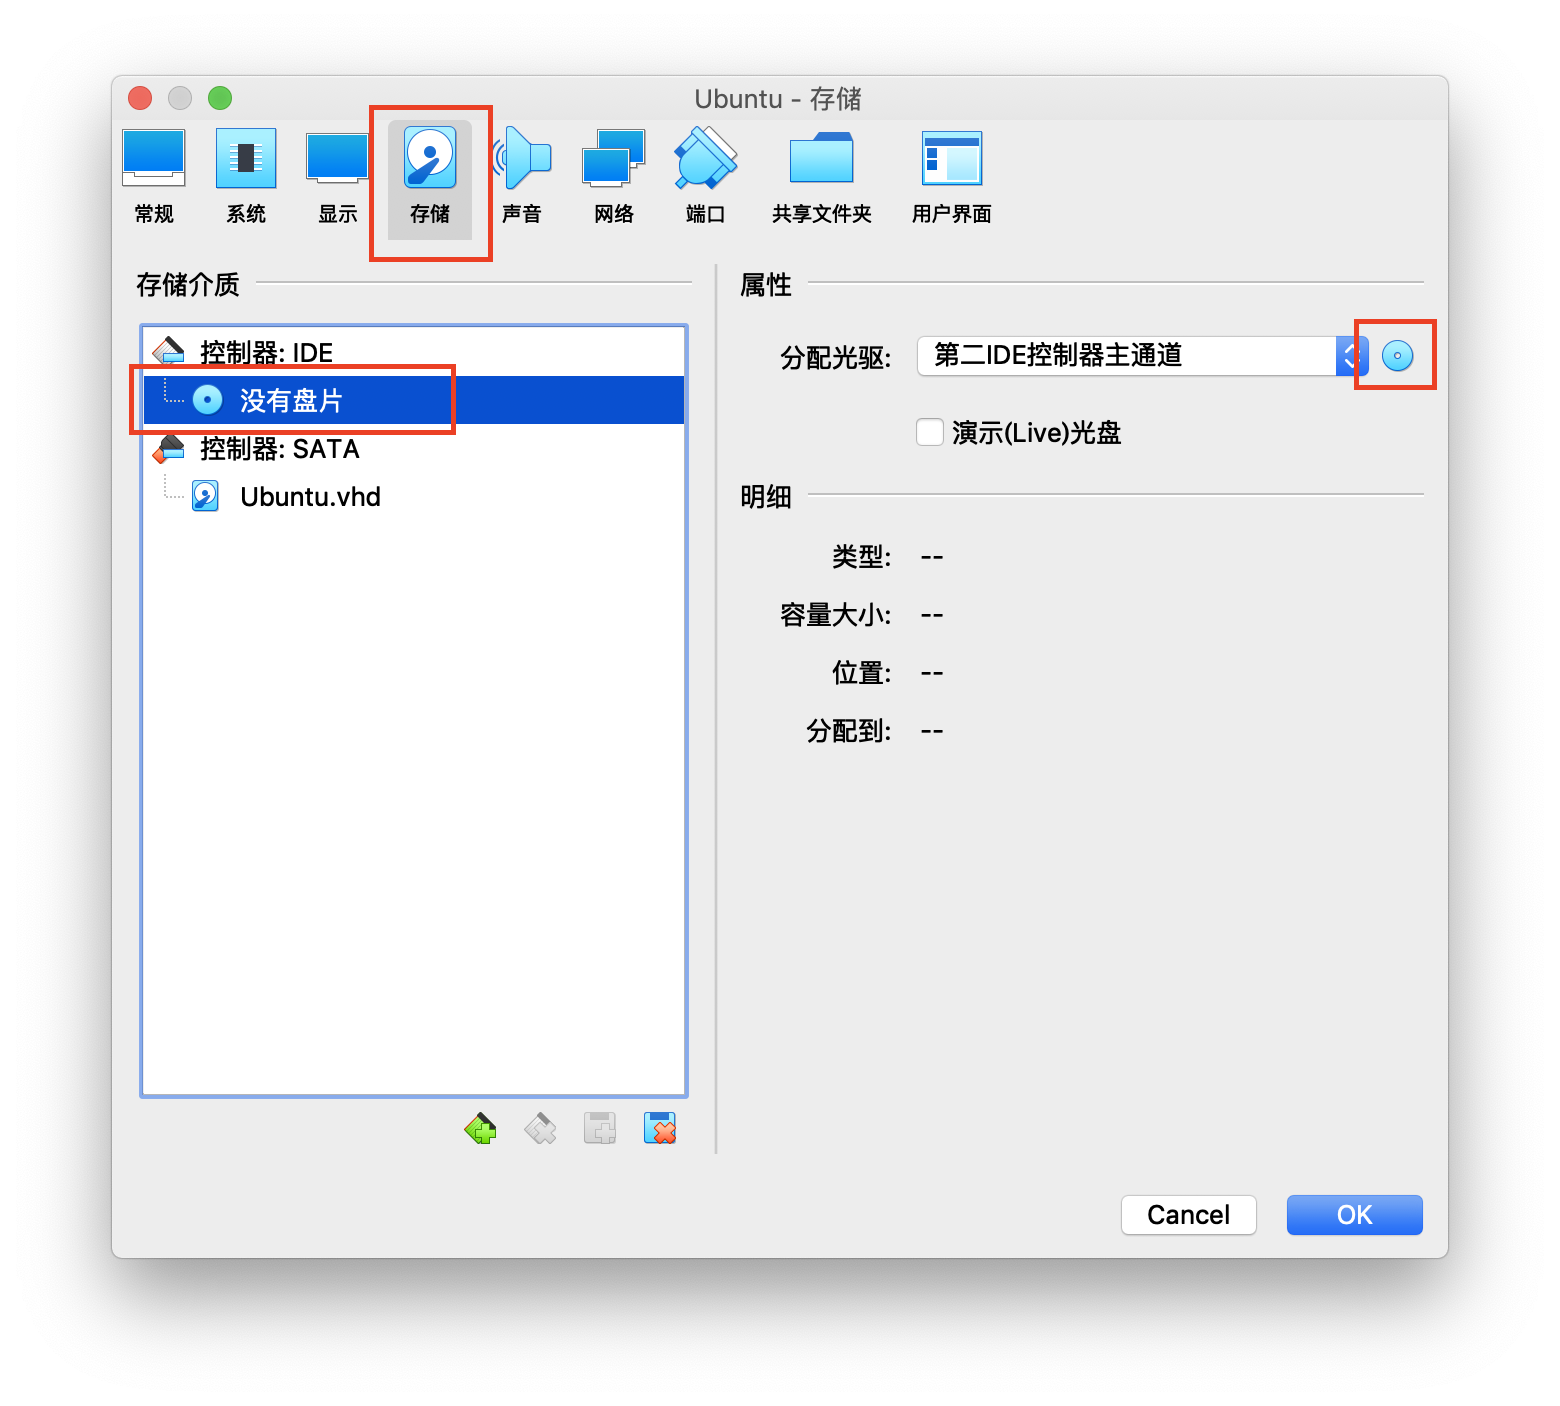 Ubuntu - 存储
常规 系统 显示 存储 声音 网络 端口 共享文件夹 用户界面
存储介质
控制器: IDE
没有盘片
控制器: SATA
Ubuntu.vhd
属性
分配光驱: 第二IDE控制器主通道
演示(Live)光盘
明细
类型: --
容量大小: --
位置: --
分配到: --
Cancel OK